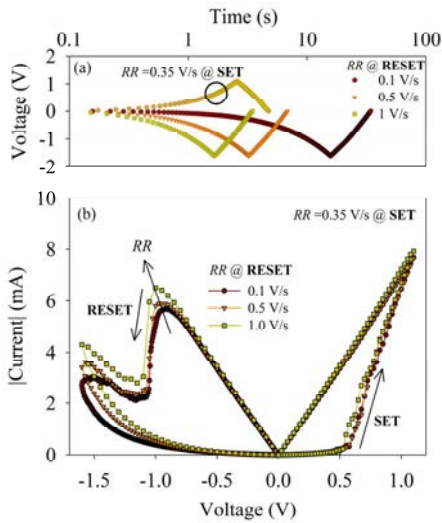 Time (s)
0.1 1 10 100
Voltage (V)
2
1
0
-1
-2
(a)
RR =0.35 V/s @ SET
RR @ RESET
0.1 V/s
0.5 V/s
1 V/s
|Current| (mA)
10
8
6
4
2
0
(b)
RR =0.35 V/s @ SET
RR
RR @ RESET
0.1 V/s
0.5 V/s
1.0 V/s
RESET
SET
-1.5 -1.0 -0.5 0.0 0.5 1.0
Voltage (V)